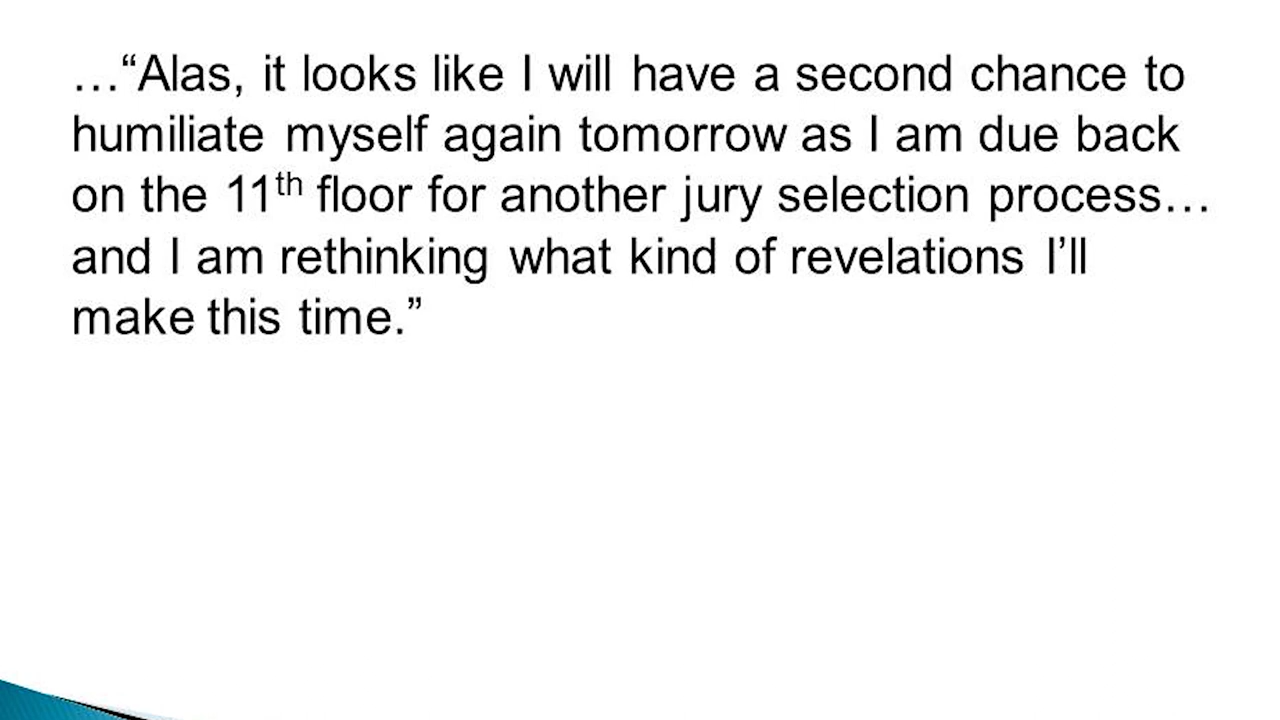 …“Alas, it looks like I will have a second chance to
humiliate myself again tomorrow as I am due back
on the 11th floor for another jury selection process…
and I am rethinking what kind of revelations I’ll
make this time.”